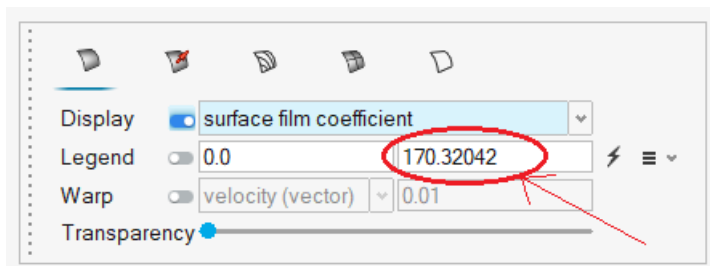 Display surface film coefficient
Legend 0.0 170.32042
Warp velocity (vector) 0.01
Transparency